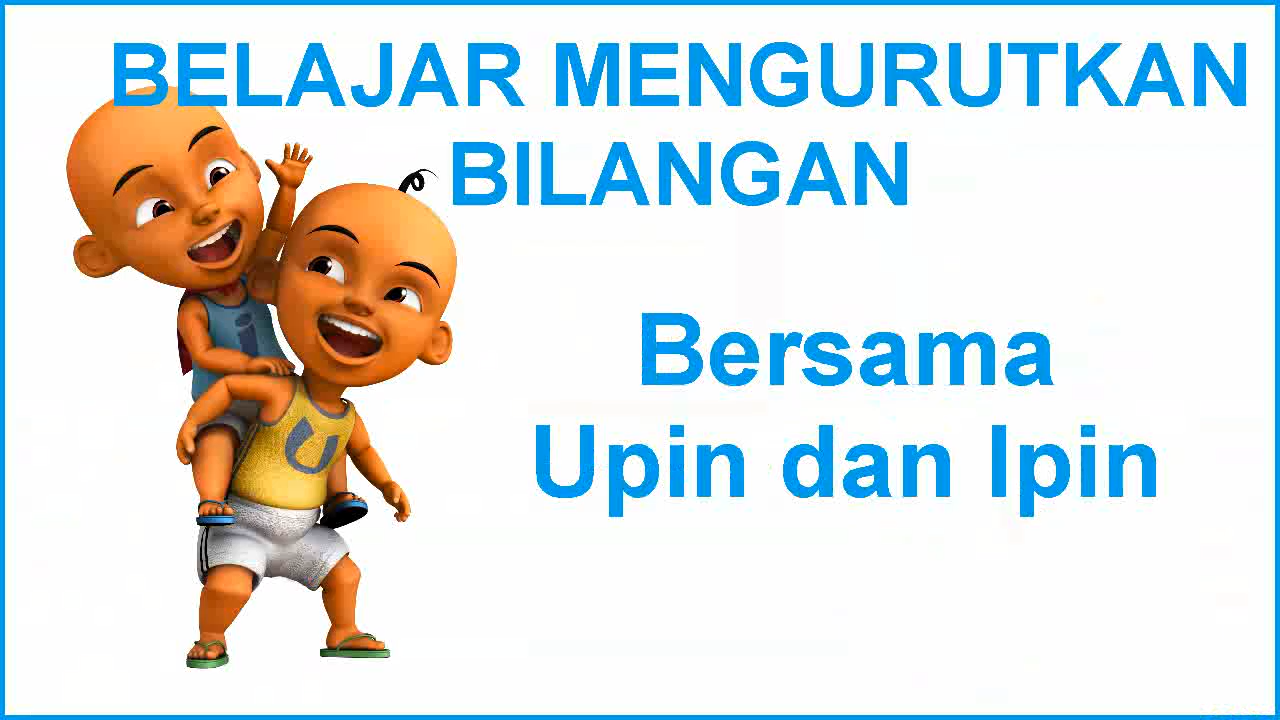 BELAJAR MENGURUTKAN
BILANGAN
Bersama
Upin dan Ipin
i
U